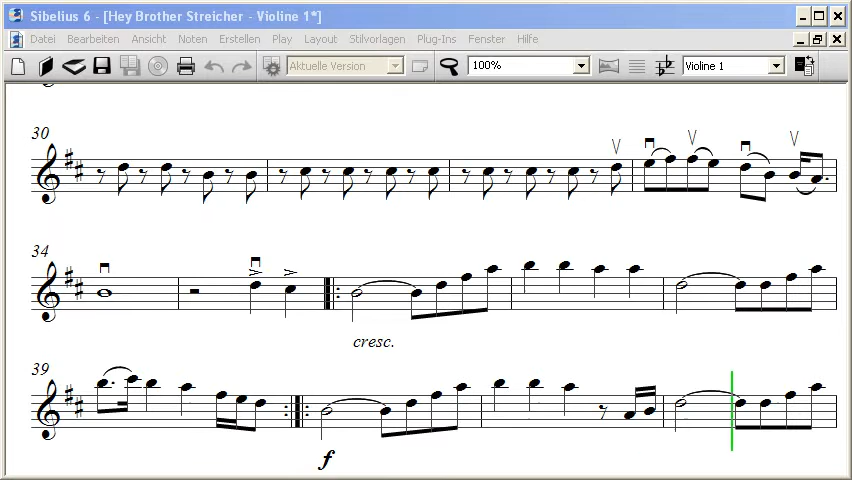 Sibelius 6 - [Hey Brother Streicher - Violine 1*]
Datei Bearbeiten Ansicht Noten Erstellen Play Layout Stilvorlagen Plug-Ins Fenster Hilfe
Aktuelle Version 100% Violine 1
30
34
cresc.
39
f